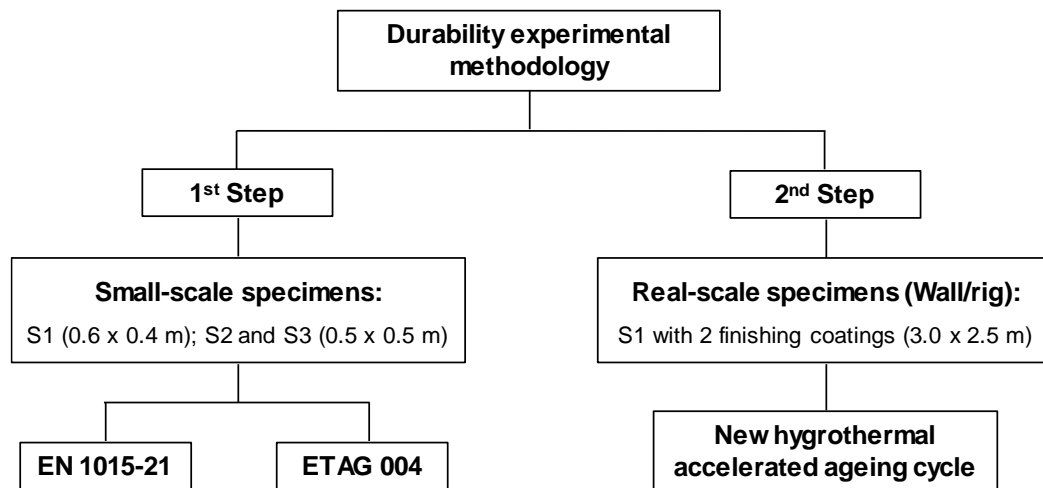 Durability experimental
methodology
1st Step
2nd Step
Small-scale specimens:
S1 (0.6 x 0.4 m); S2 and S3 (0.5 x 0.5 m)
Real-scale specimens (Wall/rig):
S1 with 2 finishing coatings (3.0 x 2.5 m)
EN 1015-21
ETAG 004
New hygrothermal
accelerated ageing cycle